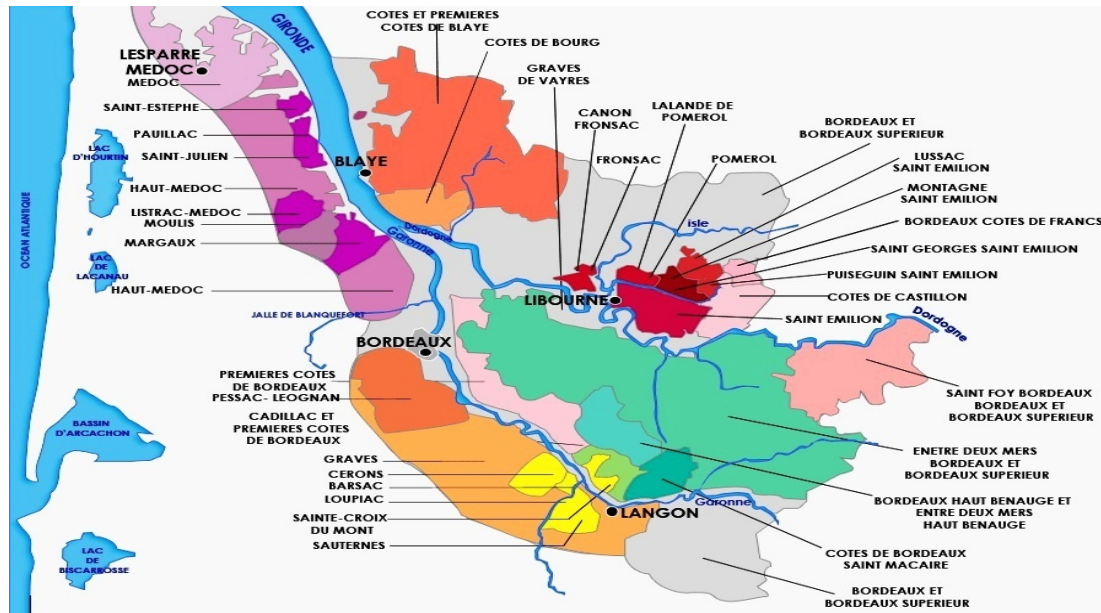 COTES ET PREMIERES
COTES DE BLAYE
GIRONDE
COTES DE BOURG
LESPARRE
MEDOC
MEDOC
GRAVES
DE VAYRES
CANON
FRONSAC
LALANDE DE
POMEROL
SAINT-ESTEPHE
BORDEAUX ET
BORDEAUX SUPERIEUR
PAUILLAC
LAC
D'HOURTIN
SAINT-JULIEN
BLAYE
FRONSAC
POMEROL
LUSSAC
SAINT EMILION
HAUT-MEDOC
MONTAGNE
SAINT EMILION
LISTRAC-MEDOC
MOULIS
isle
BORDEAUX COTES DE FRANCS
MARGAUX
Dordogne
Garonne
SAINT GEORGES SAINT EMILION
OCEAN ATLANTIQUE
LAC
DE
LACANAU
PUISEGUIN SAINT EMILION
HAUT-MEDOC
LIBOURNE
COTES DE CASTILLON
JALLE DE BLANQUEFORT
SAINT EMILION
Dordogne
BORDEAUX
PREMIERES COTES
DE BORDEAUX
PESSAC- LEOGNAN
SAINT FOY BORDEAUX
BORDEAUX ET
BORDEAUX SUPERIEUR
CADILLAC ET
PREMIERES COTES
DE BORDEAUX
BASSIN
D'ARCACHON
ENETRE DEUX MERS
BORDEAUX ET
BORDEAUX SUPERIEUR
GRAVES
CERONS
BARSAC
LOUPIAC
Garonne
BORDEAUX HAUT BENAUGE ET
ENTRE DEUX MERS
HAUT BENAUGE
SAINTE-CROIX
DU MONT
LANGON
SAUTERNES
LAC
DE
BISCARROSSE
COTES DE BORDEAUX
SAINT MACAIRE
BORDEAUX ET
BORDEAUX SUPERIEUR